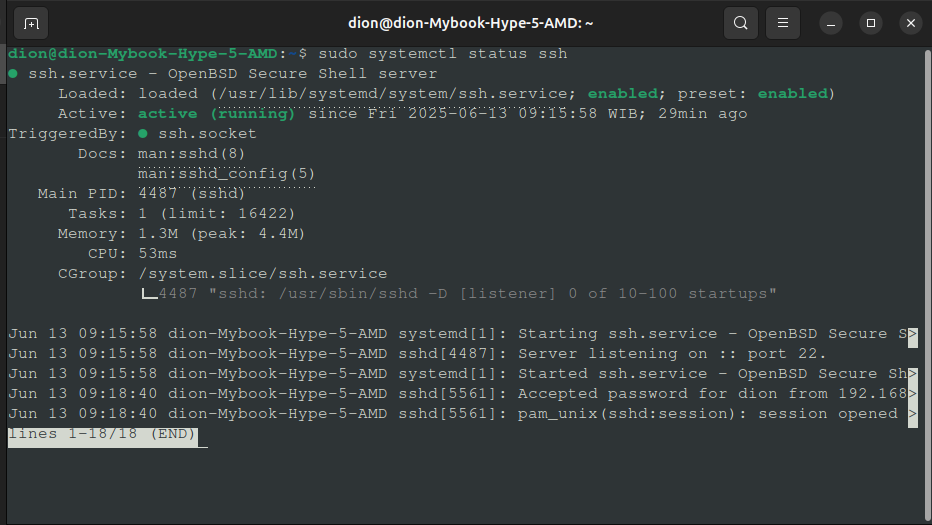 dion@dion-Mybook-Hype-5-AMD: ~
dion@dion-Mybook-Hype-5-AMD:~$ sudo systemctl status ssh
● ssh.service - OpenBSD Secure Shell server
     Loaded: loaded (/usr/lib/systemd/system/ssh.service; enabled; preset: enabled)
     Active: active (running) since Fri 2025-06-13 09:15:58 WIB; 29min ago
TriggeredBy: ● ssh.socket
       Docs: man:sshd(8)
             man:sshd_config(5)
   Main PID: 4487 (sshd)
      Tasks: 1 (limit: 16422)
     Memory: 1.3M (peak: 4.4M)
        CPU: 53ms
     CGroup: /system.slice/ssh.service
             └─4487 "sshd: /usr/sbin/sshd -D [listener] 0 of 10-100 startups"
Jun 13 09:15:58 dion-Mybook-Hype-5-AMD systemd[1]: Starting ssh.service - OpenBSD Secure S>
Jun 13 09:15:58 dion-Mybook-Hype-5-AMD sshd[4487]: Server listening on :: port 22.
Jun 13 09:15:58 dion-Mybook-Hype-5-AMD systemd[1]: Started ssh.service - OpenBSD Secure Sh>
Jun 13 09:18:40 dion-Mybook-Hype-5-AMD sshd[5561]: Accepted password for dion from 192.168>
Jun 13 09:18:40 dion-Mybook-Hype-5-AMD sshd[5561]: pam_unix(sshd:session): session opened >
lines 1-18/18 (END)